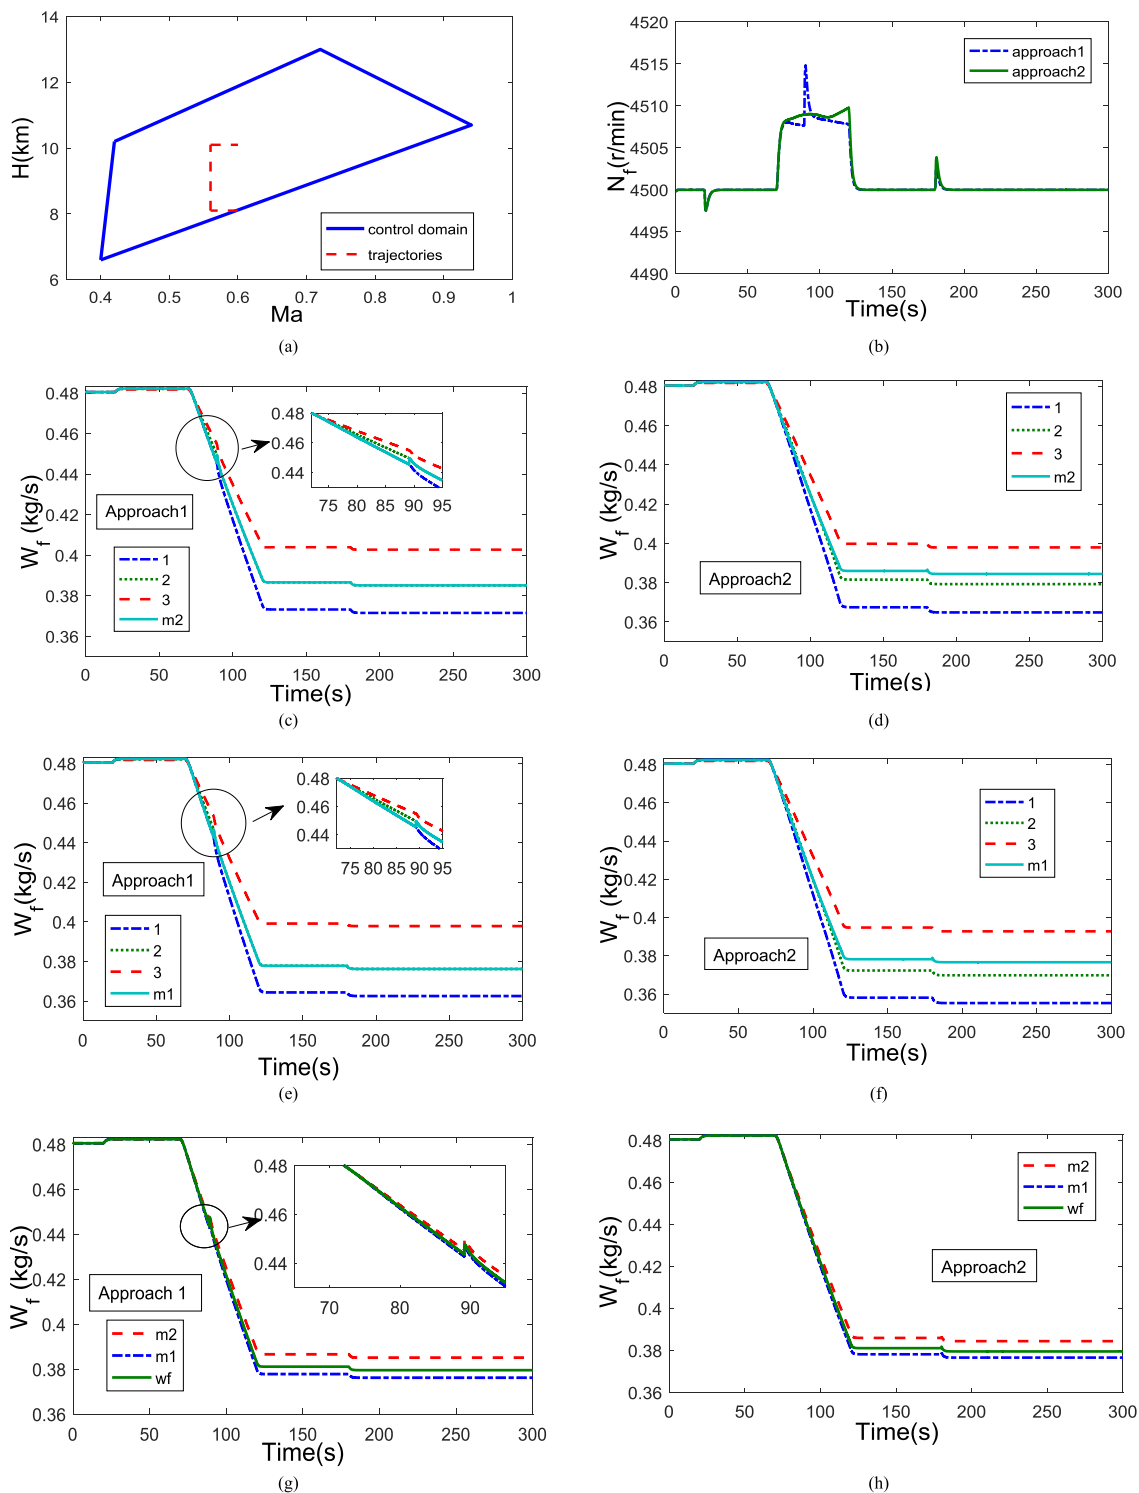 14
12
10
8
6
H(km)
0.4 0.5 0.6 0.7 0.8 0.9 1
Ma
control domain
trajectories
(a)
4520
4515
4510
4505
4500
4495
4490
N_f(r/min)
0 50 100 150 200 250 300
Time(s)
approach1
approach2
(b)
0.48
0.46
0.44
0.42
0.4
0.38
0.36
W_f (kg/s)
0 50 100 150 200 250 300
Time(s)
0.48
0.46
0.44
75 80 85 90 95
Approach1
1
2
3
m2
(c)
0.48
0.46
0.44
0.42
0.4
0.38
0.36
W_f (kg/s)
0 50 100 150 200 250 300
Time(s)
1
2
3
m2
Approach2
(d)
0.48
0.46
0.44
0.42
0.4
0.38
0.36
W_f(kg/s)
0 50 100 150 200 250 300
Time(s)
0.48
0.46
0.44
75 80 85 90 95
Approach1
1
2
3
m1
(e)
0.48
0.46
0.44
0.42
0.4
0.38
0.36
W_f(kg/s)
0 50 100 150 200 250 300
Time(s)
1
2
3
m1
Approach2
(f)
0.48
0.46
0.44
0.42
0.4
0.38
0.36
W_f (kg/s)
0 50 100 150 200 250 300
Time(s)
0.48
0.46
0.44
70 80 90
Approach 1
m2
m1
wf
(g)
0.48
0.46
0.44
0.42
0.4
0.38
0.36
W_f(kg/s)
0 50 100 150 200 250 300
Time(s)
m2
m1
wf
Approach2
(h)